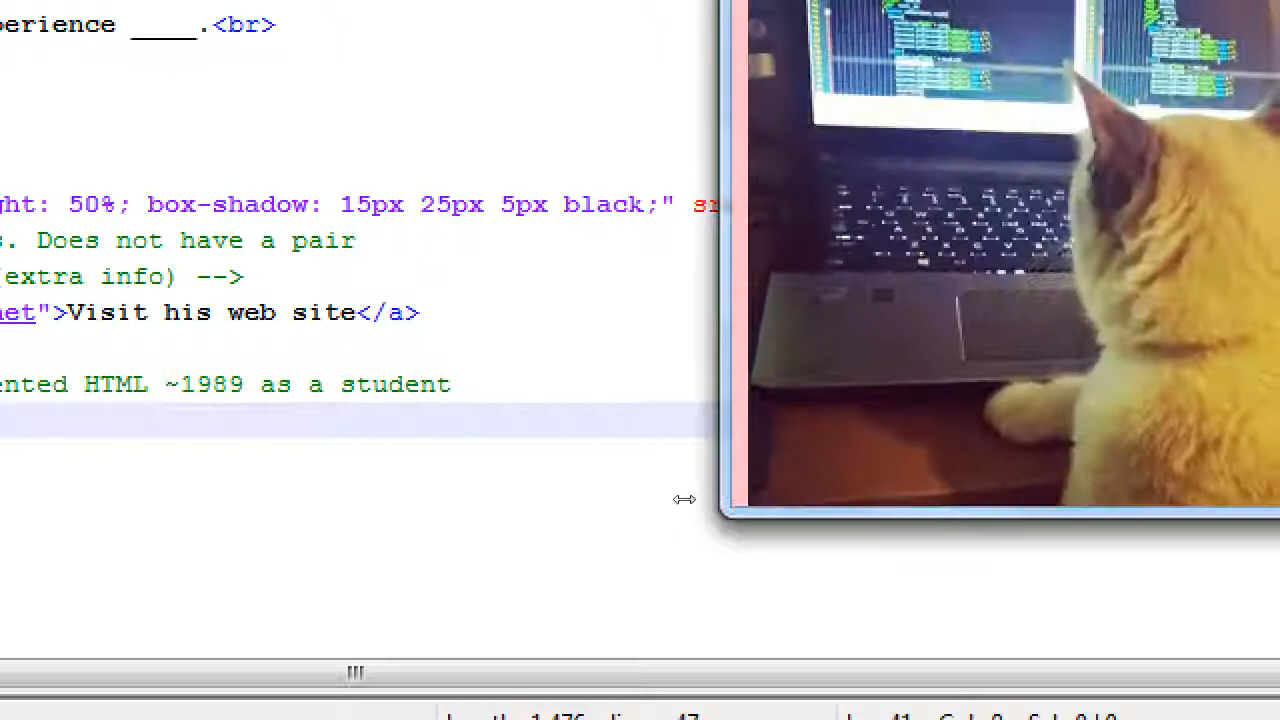 perience ____.<br>
ght: 50%; box-shadow: 15px 25px 5px black;" sr
s. Does not have a pair
(extra info) -->
net">Visit his web site</a>
ented HTML ~1989 as a student